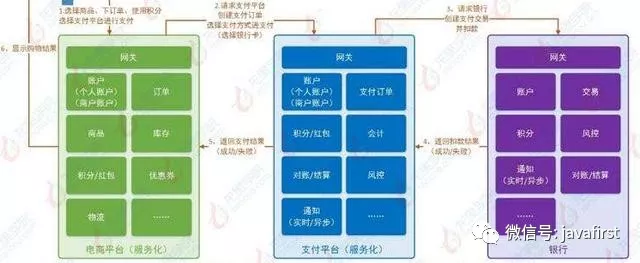 1.选择商品、下订单、使用积分
选择支付平台进行支付
2.请求支付平台
创建支付订单
选择支付方式进支付
(选择银行卡)
3.请求银行
创建支付交易
并扣款
6、显示购物结果
网关
账户
(个人账户)
(商户账户)
订单
商品
库存
积分/红包
优惠券
物流
……
电商平台（服务化）
5、返回支付结果
(成功/失败)
网关
账户
(个人账户)
(商户账户)
支付订单
积分/红包
会计
对账/结算
风控
通知
(实时/异步)
……
支付平台（服务化）
4、返回扣款结果
(成功/失败)
网关
账户
交易
积分
风控
通知
(实时/异步)
对账/结算
……
银行
微信号: javafirst